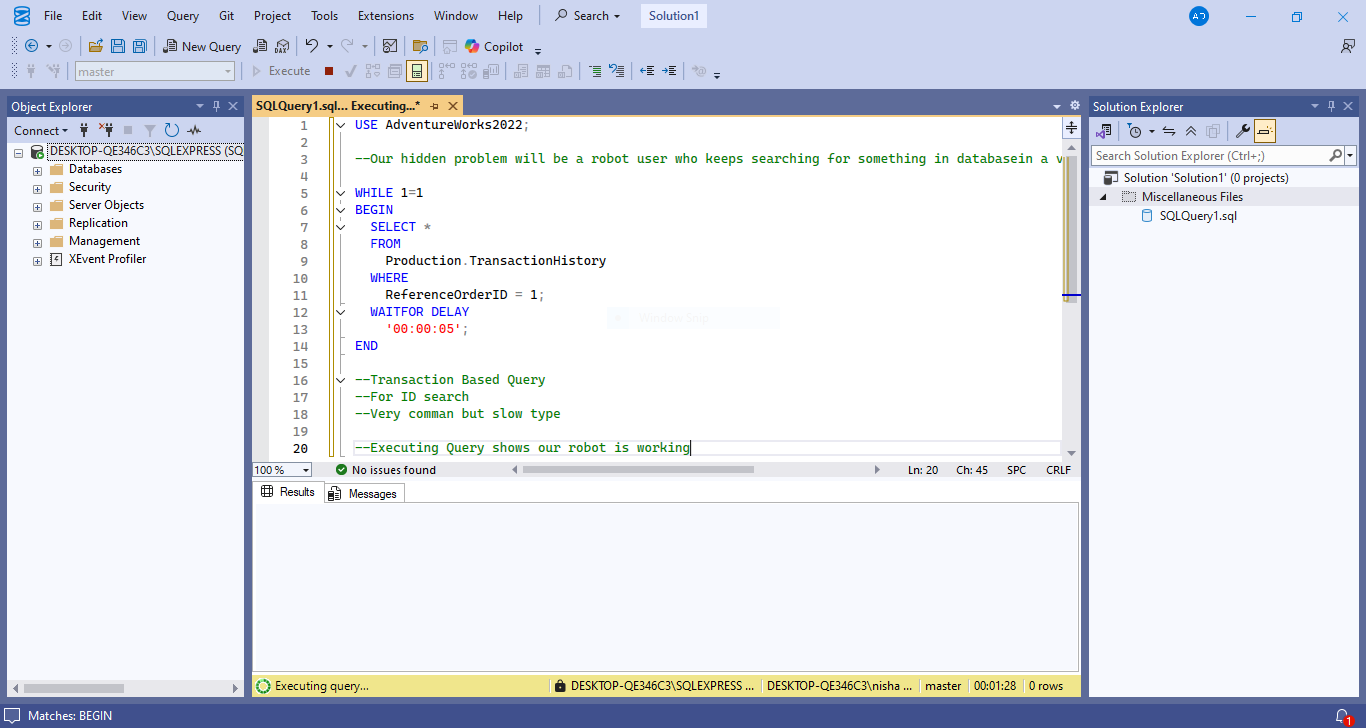 File Edit View Query Git Project Tools Extensions Window Help Search Solution1 AD
New Query DAX Copilot
master Execute
Object Explorer
Connect
DESKTOP-QE346C3\SQLEXPRESS (SQ
Databases
Security
Server Objects
Replication
Management
XEvent Profiler
SQLQuery1.sql... Executing...*
1 USE AdventureWorks2022;
2
3 --Our hidden problem will be a robot user who keeps searching for something in databasein a v
4
5 WHILE 1=1
6 BEGIN
7 SELECT *
8 FROM
9 Production.TransactionHistory
10 WHERE
11 ReferenceOrderID = 1;
12 WAITFOR DELAY
13 '00:00:05';
14 END
15
16 --Transaction Based Query
17 --For ID search
18 --Very comman but slow type
19
20 --Executing Query shows our robot is working
Window Snip
100 % No issues found Ln: 20 Ch: 45 SPC CRLF
Results Messages
Executing query... DESKTOP-QE346C3\SQLEXPRESS ... DESKTOP-QE346C3\nisha ... master 00:01:28 0 rows
Solution Explorer
Search Solution Explorer (Ctrl+;)
Solution 'Solution1' (0 projects)
Miscellaneous Files
SQLQuery1.sql
Matches: BEGIN 1